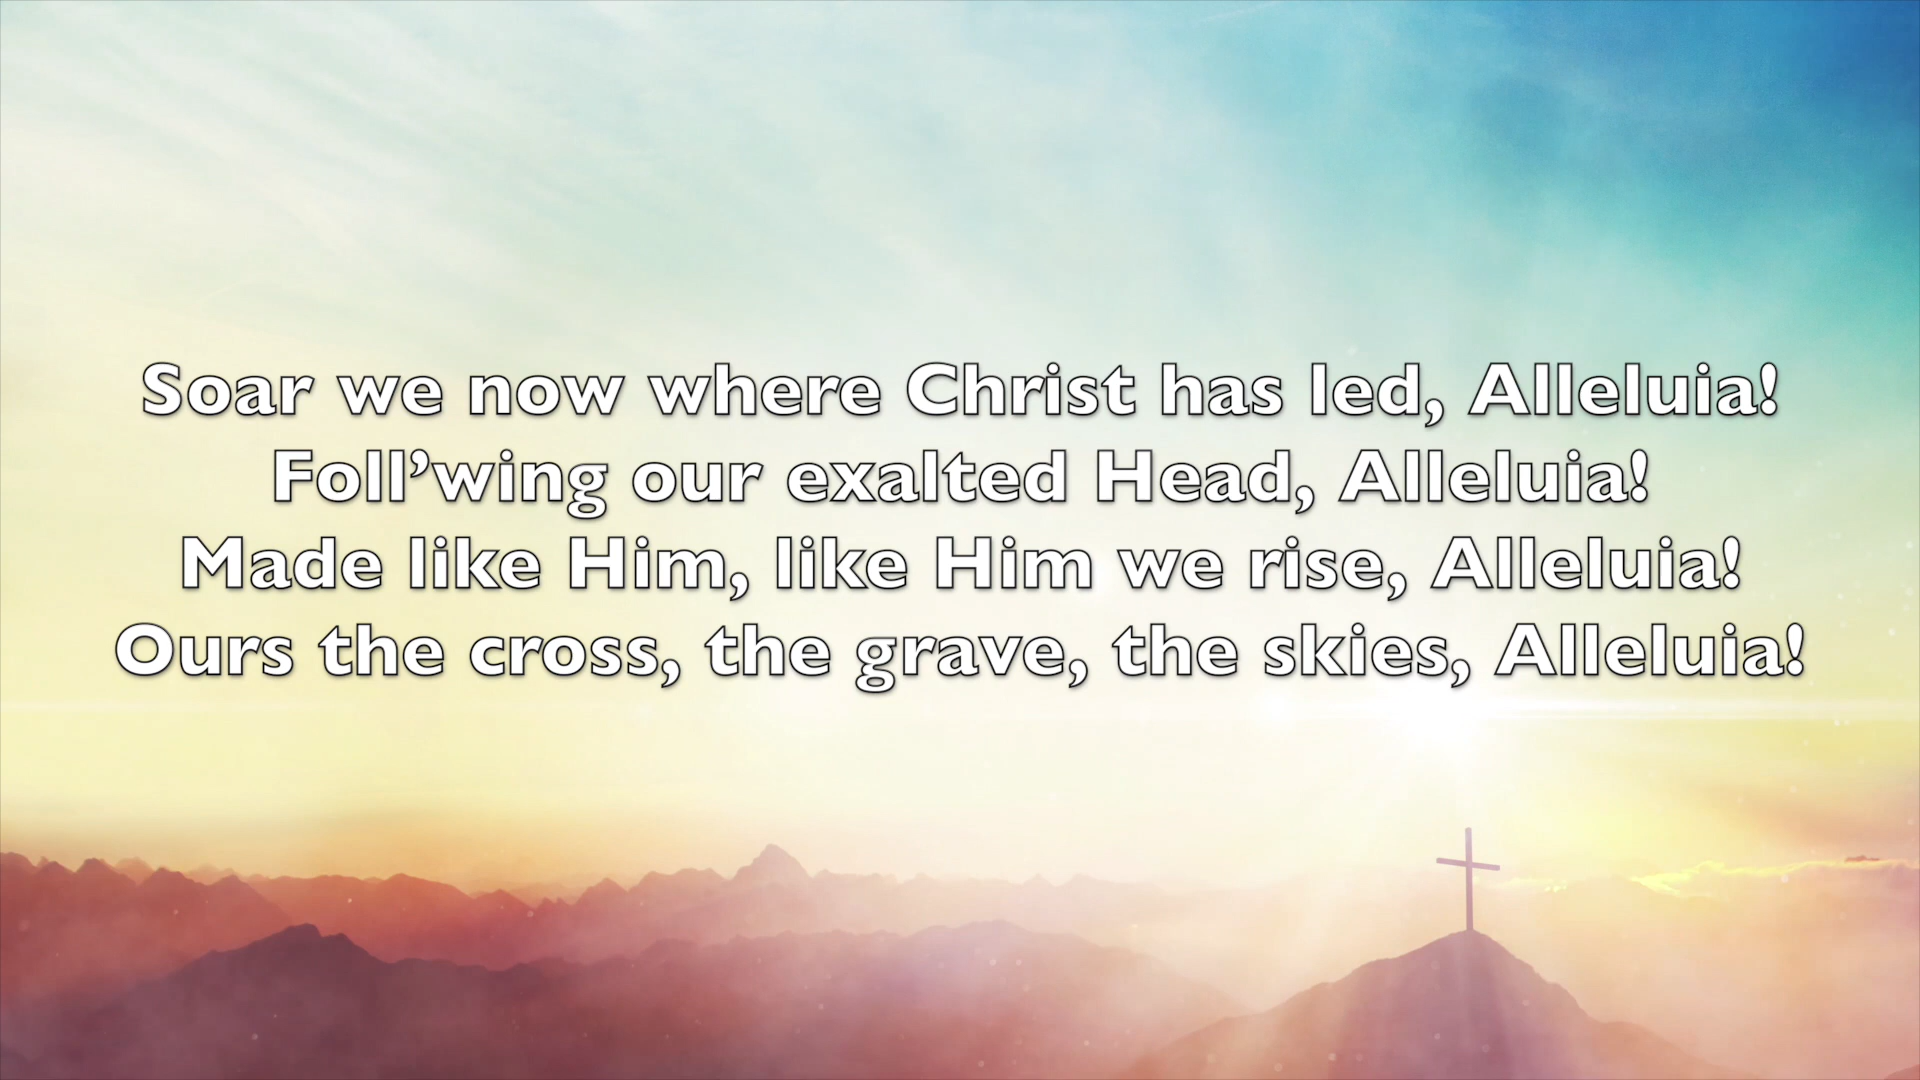 Soar we now where Christ has led, Alleluia!
Foll’wing our exalted Head, Alleluia!
Made like Him, like Him we rise, Alleluia!
Ours the cross, the grave, the skies, Alleluia!